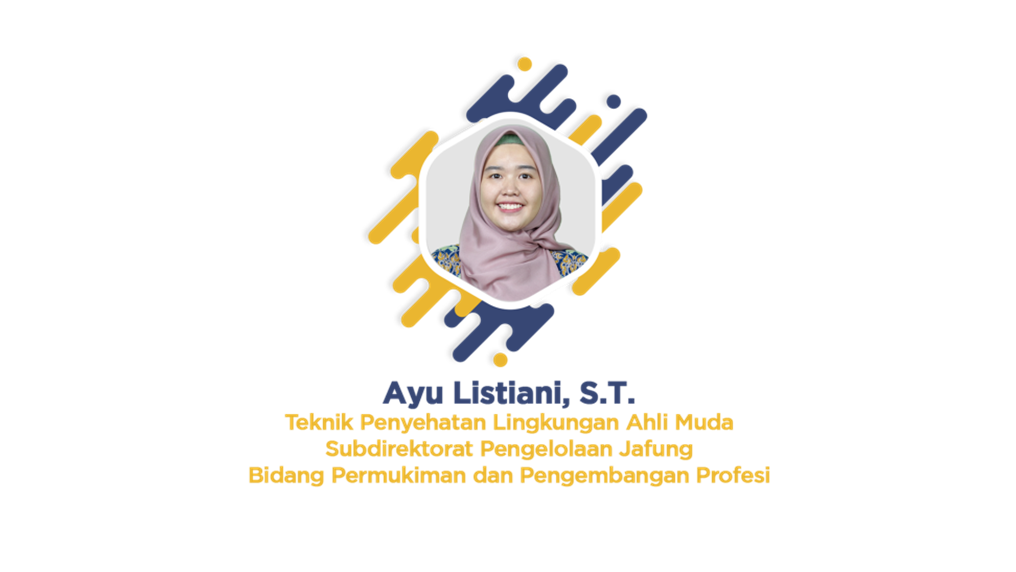 Ayu Listiani, S.T.
Teknik Penyehatan Lingkungan Ahli Muda
Subdirektorat Pengelolaan Jafung
Bidang Permukiman dan Pengembangan Profesi